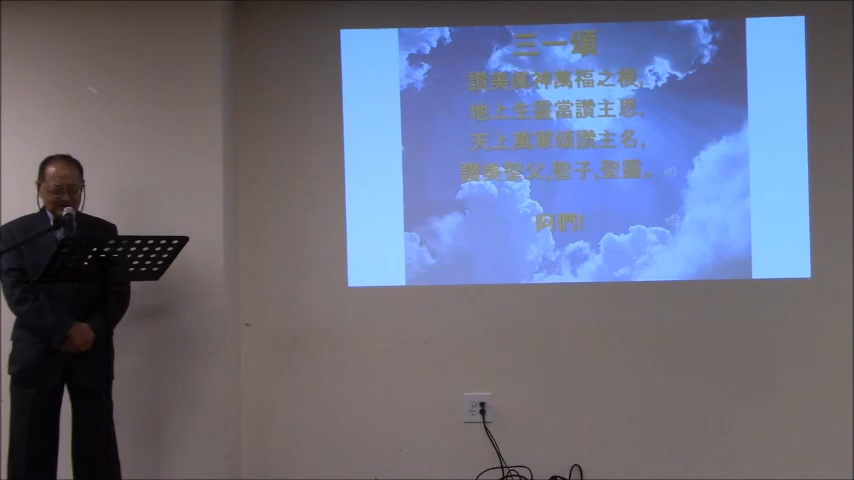 三一頌
讚美真神萬福之根,
地上生靈當讚主恩,
天上萬軍頌讚主名,
讚美聖父,聖子,聖靈。
阿們!